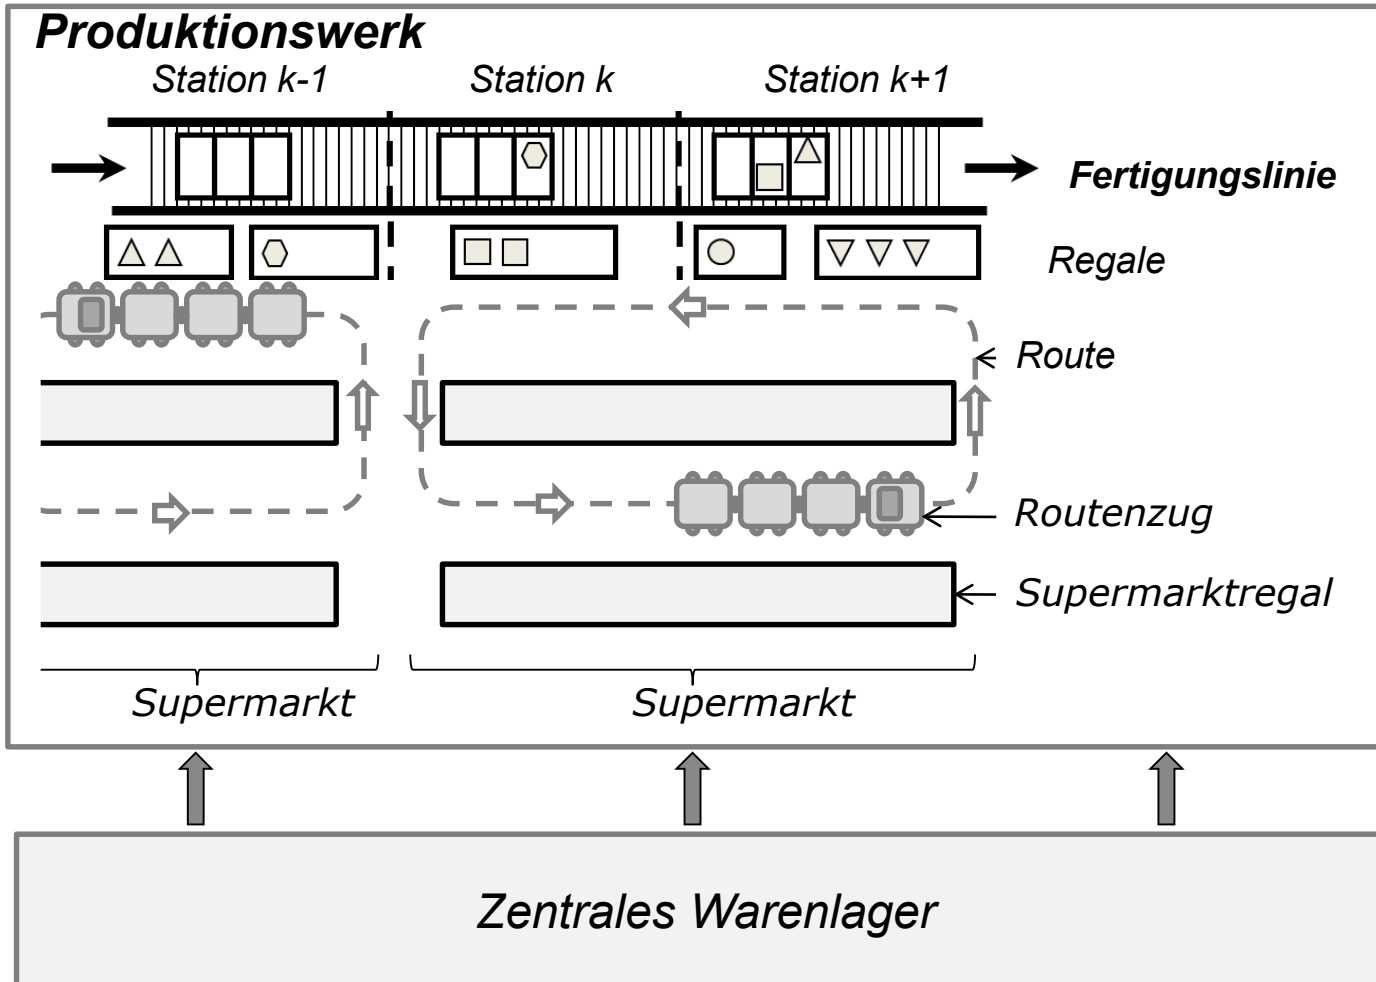 Produktionswerk
Station k-1
Station k
Station k+1
Fertigungslinie
Regale
Route
Routenzug
Supermarktregal
Supermarkt
Supermarkt
Zentrales Warenlager